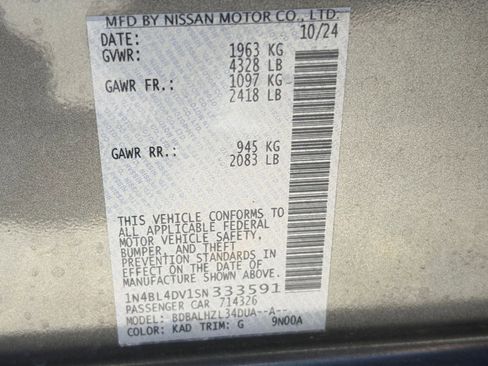 MFD BY NISSAN MOTOR CO., LTD.
DATE: 10/24
GVWR: 1963 KG
4328 LB
GAWR FR.: 1097 KG
2418 LB
GAWR RR.: 945 KG
2083 LB
THIS VEHICLE CONFORMS TO
ALL APPLICABLE FEDERAL
MOTOR VEHICLE SAFETY,
BUMPER, AND THEFT
PREVENTION STANDARDS IN
EFFECT ON THE DATE OF
MANUFACTURE SHOWN ABOVE.
1N4BL4DV1SN333591
PASSENGER CAR 714326
MODEL: BDBALHZL34DUA--A--
COLOR: KAD TRIM: G 9N00A